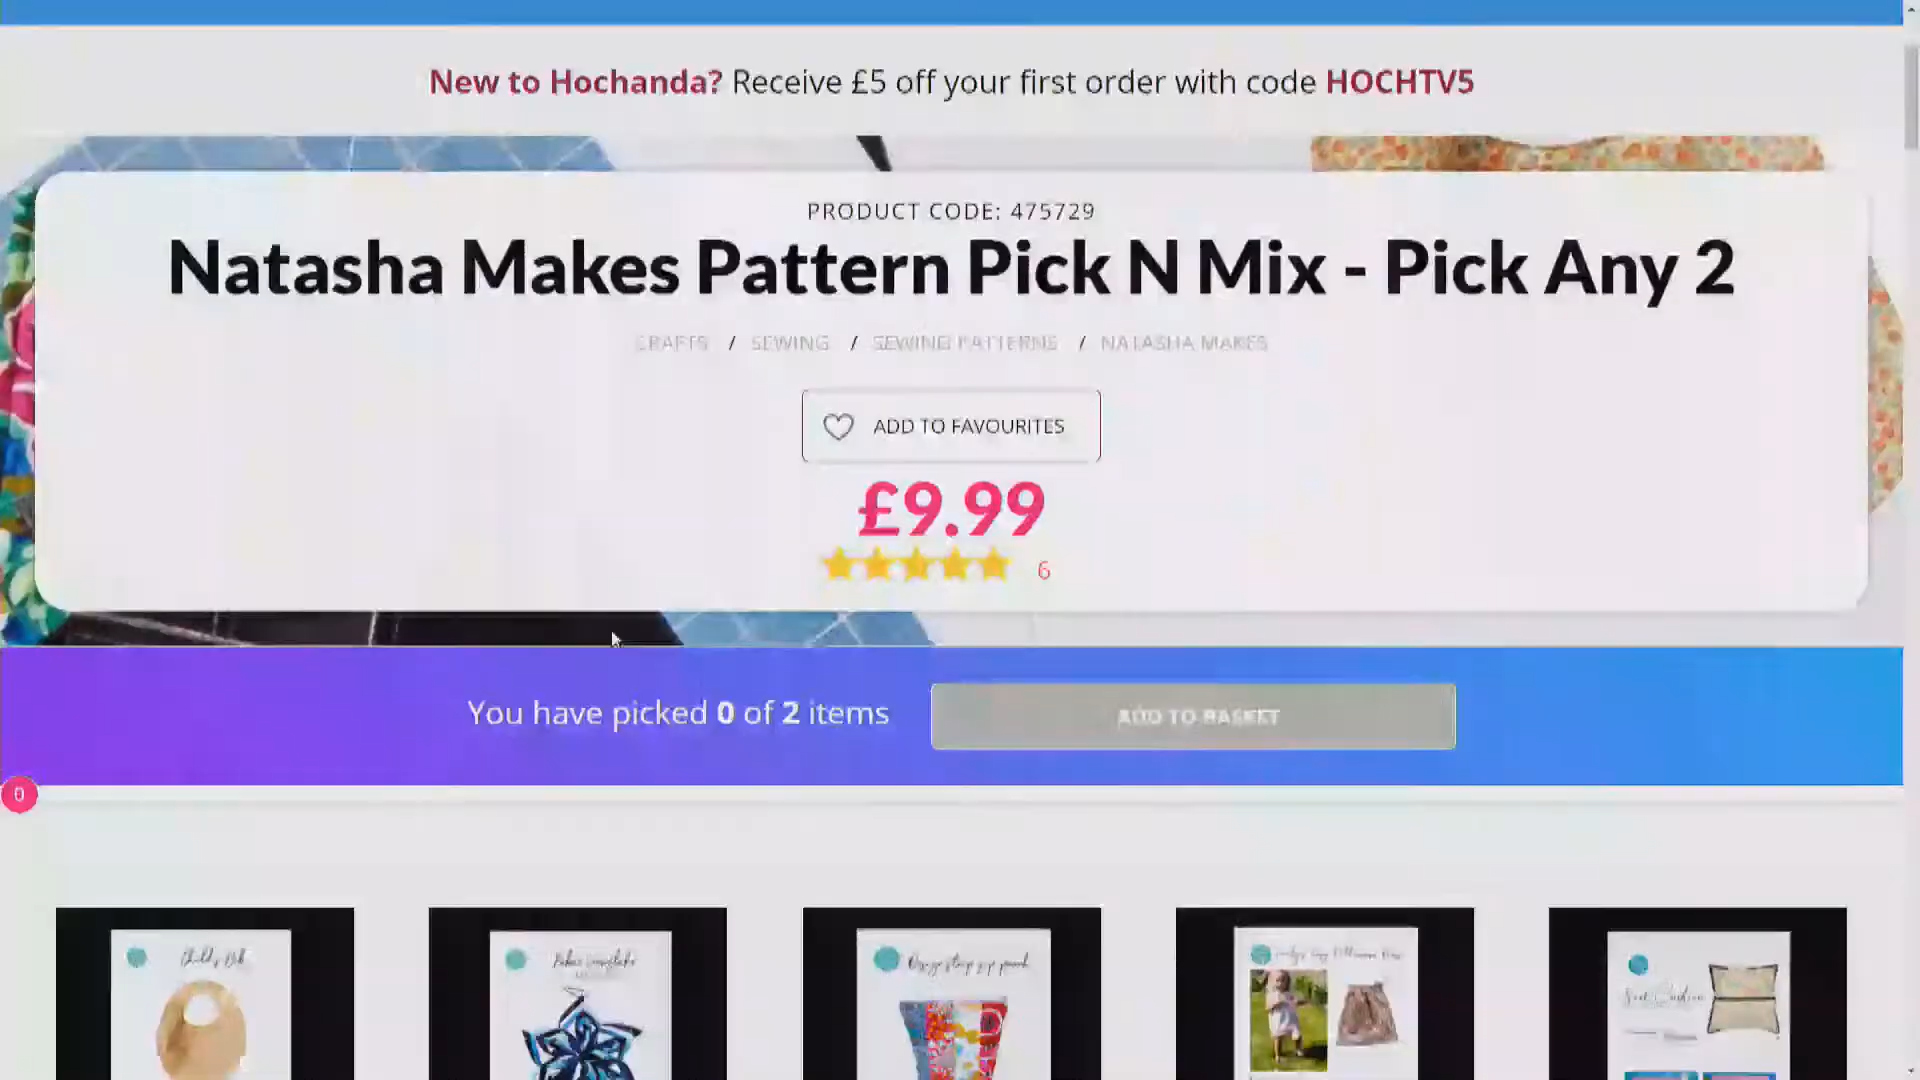 New to Hochanda? Receive £5 off your first order with code HOCHTV5
PRODUCT CODE: 475729
Natasha Makes Pattern Pick N Mix - Pick Any 2
CRAFTS / SEWING / SEWING PATTERNS / NATASHA MAKES
ADD TO FAVOURITES
£9.99
6
You have picked 0 of 2 items
ADD TO BASKET
0
Child's Bib